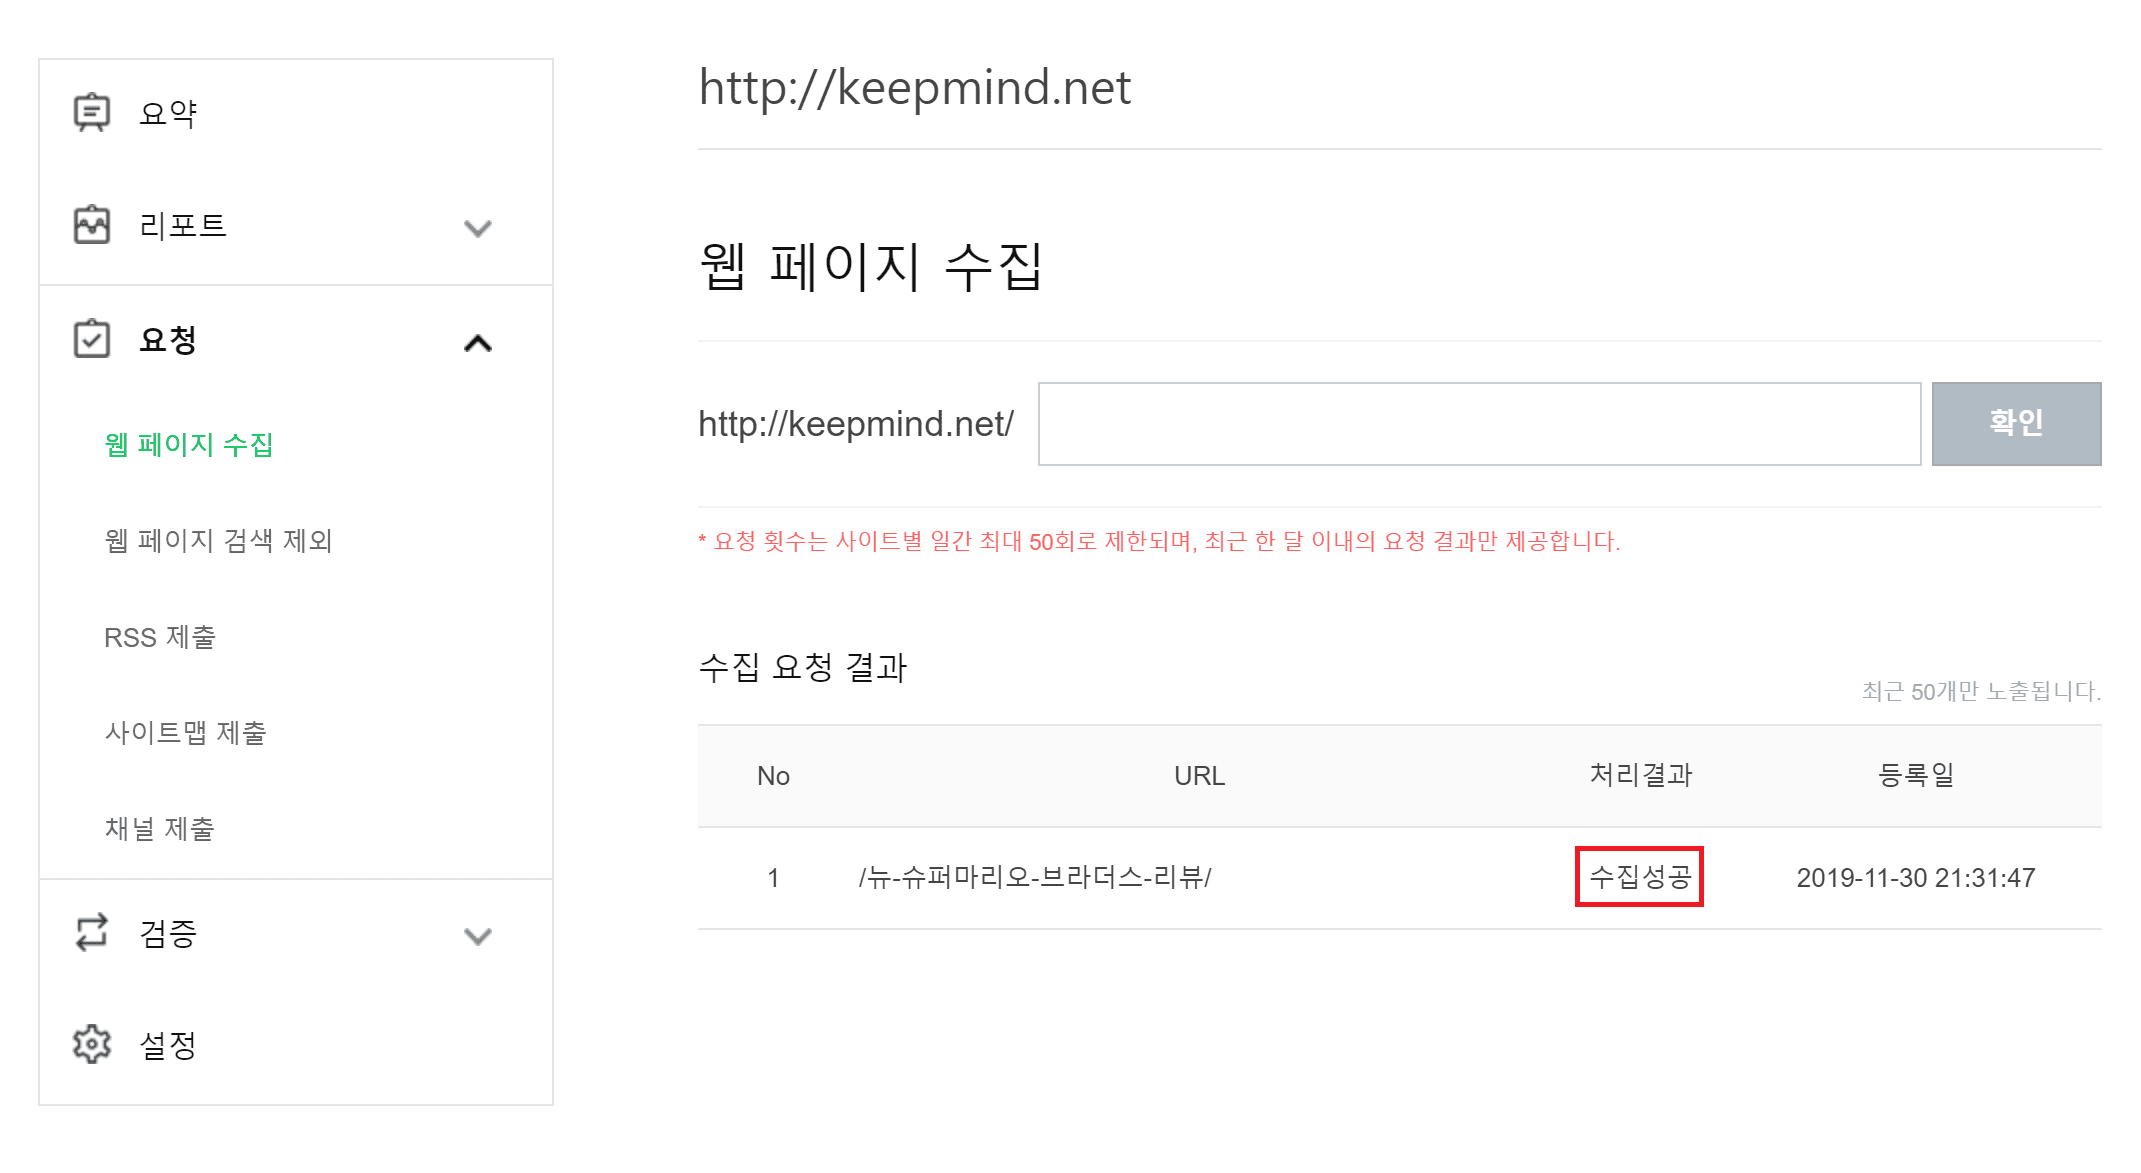 요약
리포트
요청
웹 페이지 수집
웹 페이지 검색 제외
RSS 제출
사이트맵 제출
채널 제출
검증
설정
http://keepmind.net
웹 페이지 수집
http://keepmind.net/
확인
* 요청 횟수는 사이트별 일간 최대 50회로 제한되며, 최근 한 달 이내의 요청 결과만 제공합니다.
수집 요청 결과
최근 50개만 노출됩니다.
No URL 처리결과 등록일
1 /뉴-슈퍼마리오-브라더스-리뷰/ 수집성공 2019-11-30 21:31:47